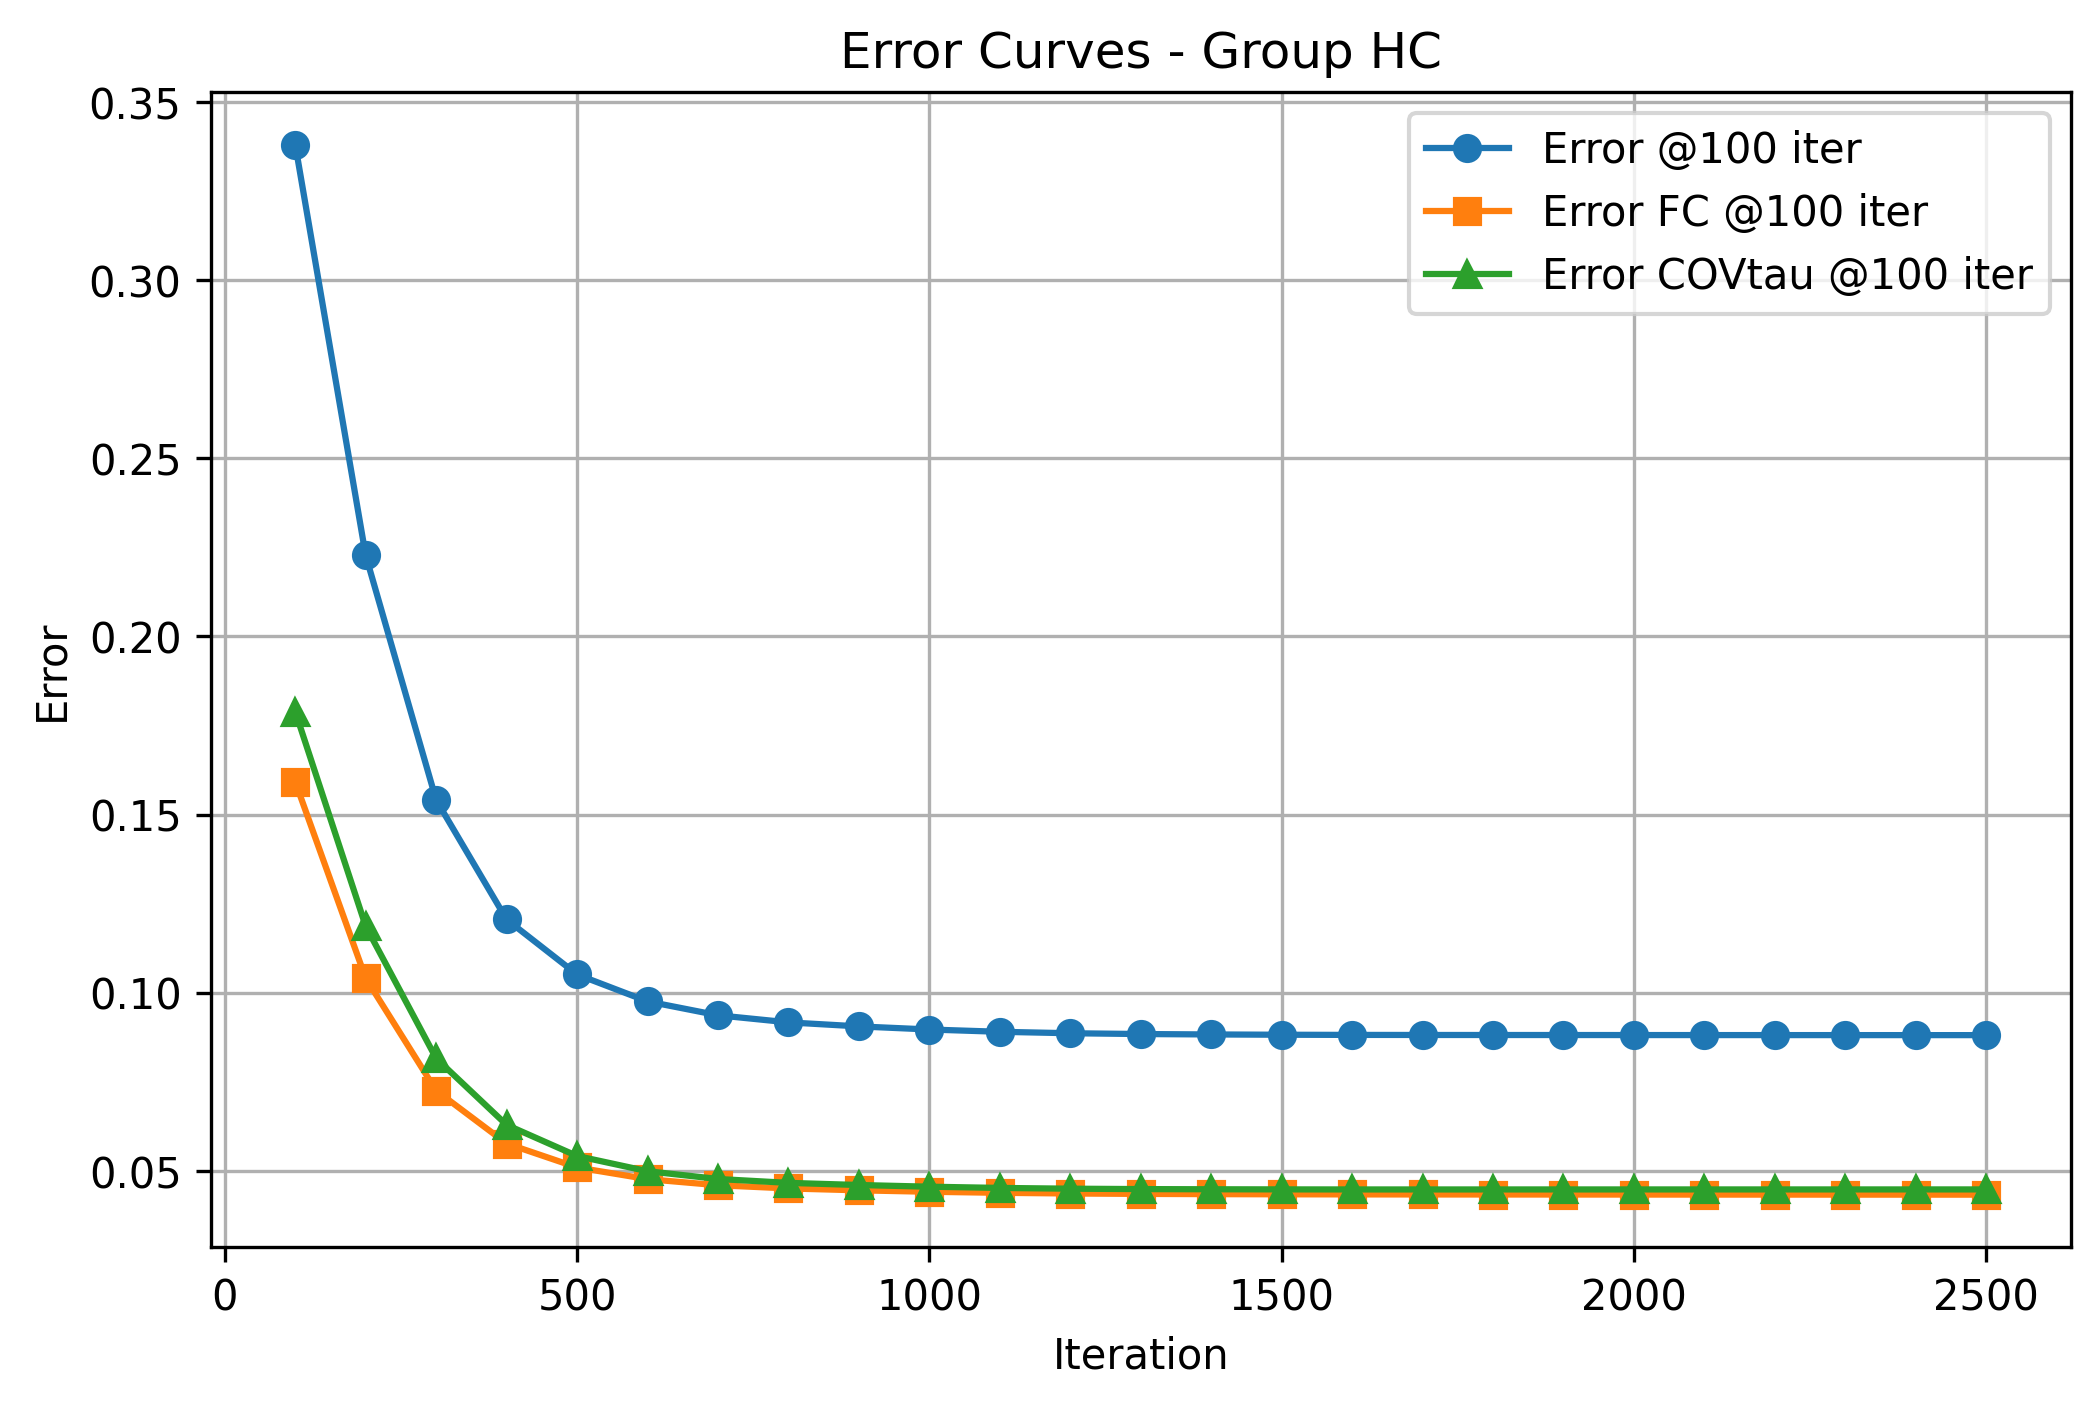 Error Curves - Group HC
Error @100 iter
Error FC @100 iter
Error COVtau @100 iter
0.35
0.30
0.25
0.20
0.15
0.10
0.05
Error
0 500 1000 1500 2000 2500
Iteration